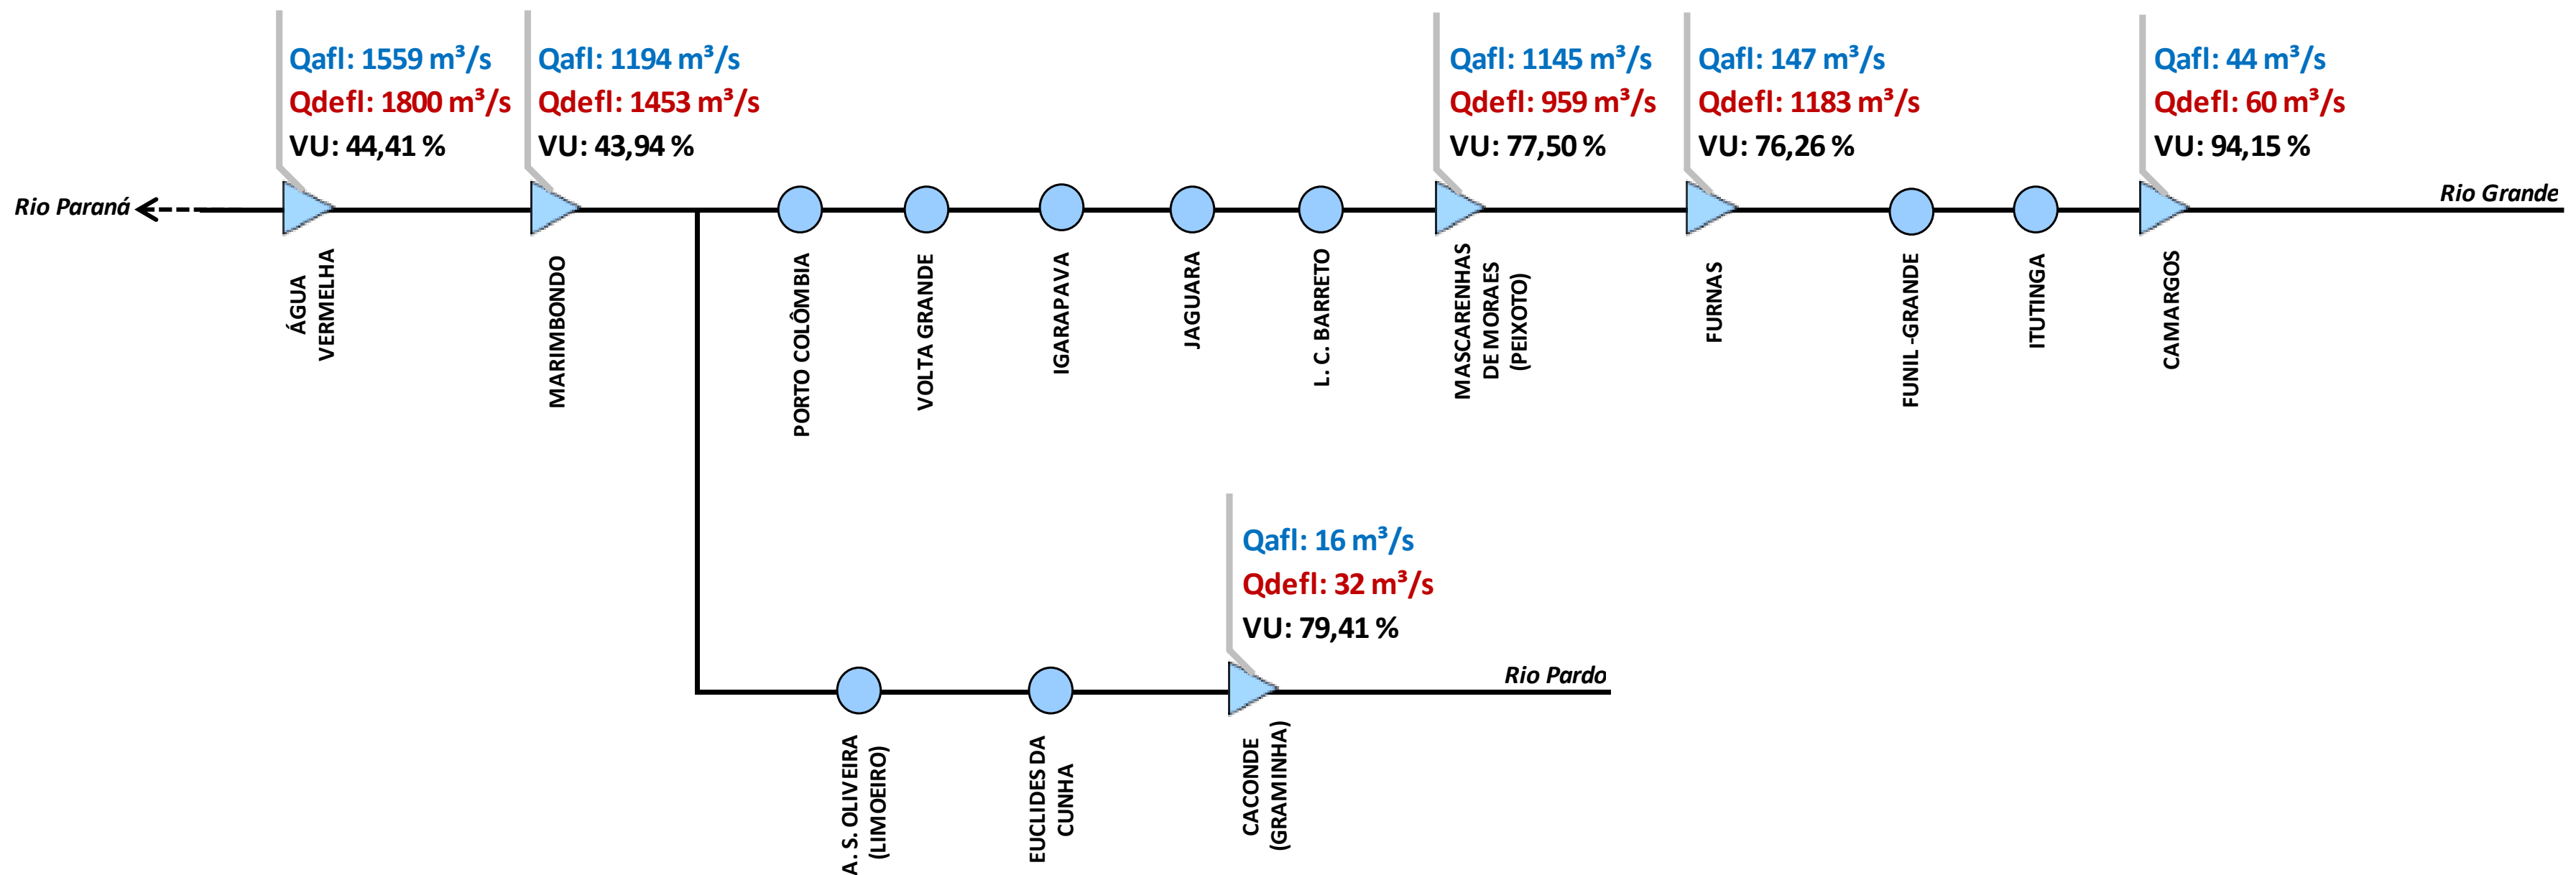 Qafl: 1559 m³/s
Qdefl: 1800 m³/s
VU: 44,41 %
Qafl: 1194 m³/s
Qdefl: 1453 m³/s
VU: 43,94 %
Qafl: 1145 m³/s
Qdefl: 959 m³/s
VU: 77,50 %
Qafl: 147 m³/s
Qdefl: 1183 m³/s
VU: 76,26 %
Qafl: 44 m³/s
Qdefl: 60 m³/s
VU: 94,15 %
Rio Paraná
Rio Grande
ÁGUA
VERMELHA
MARIMBONDO
PORTO COLÔMBIA
VOLTA GRANDE
IGARAPAVA
JAGUARA
L. C. BARRETO
MASCARENHAS
DE MORAES
(PEIXOTO)
FURNAS
FUNIL -GRANDE
ITUTINGA
CAMARGOS
Qafl: 16 m³/s
Qdefl: 32 m³/s
VU: 79,41 %
Rio Pardo
A. S. OLIVEIRA
(LIMOEIRO)
EUCLIDES DA
CUNHA
CACONDE
(GRAMINHA)